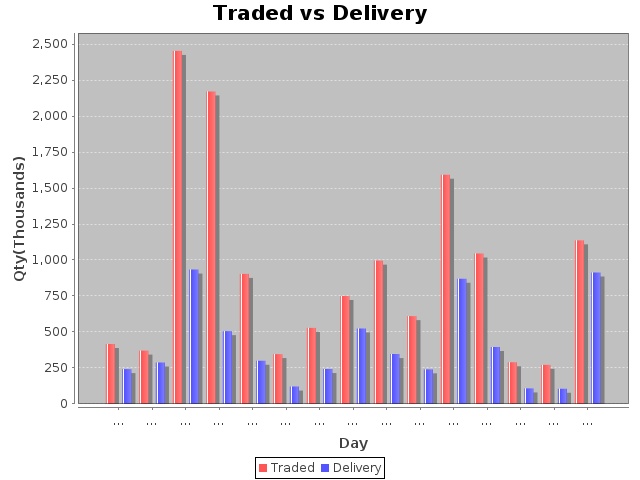 Traded vs Delivery
Qty(Thousands)
2,500
2,250
2,000
1,750
1,500
1,250
1,000
750
500
250
0
... ... ... ... ... ... ... ... ... ... ... ... ... ... ...
Day
Traded Delivery